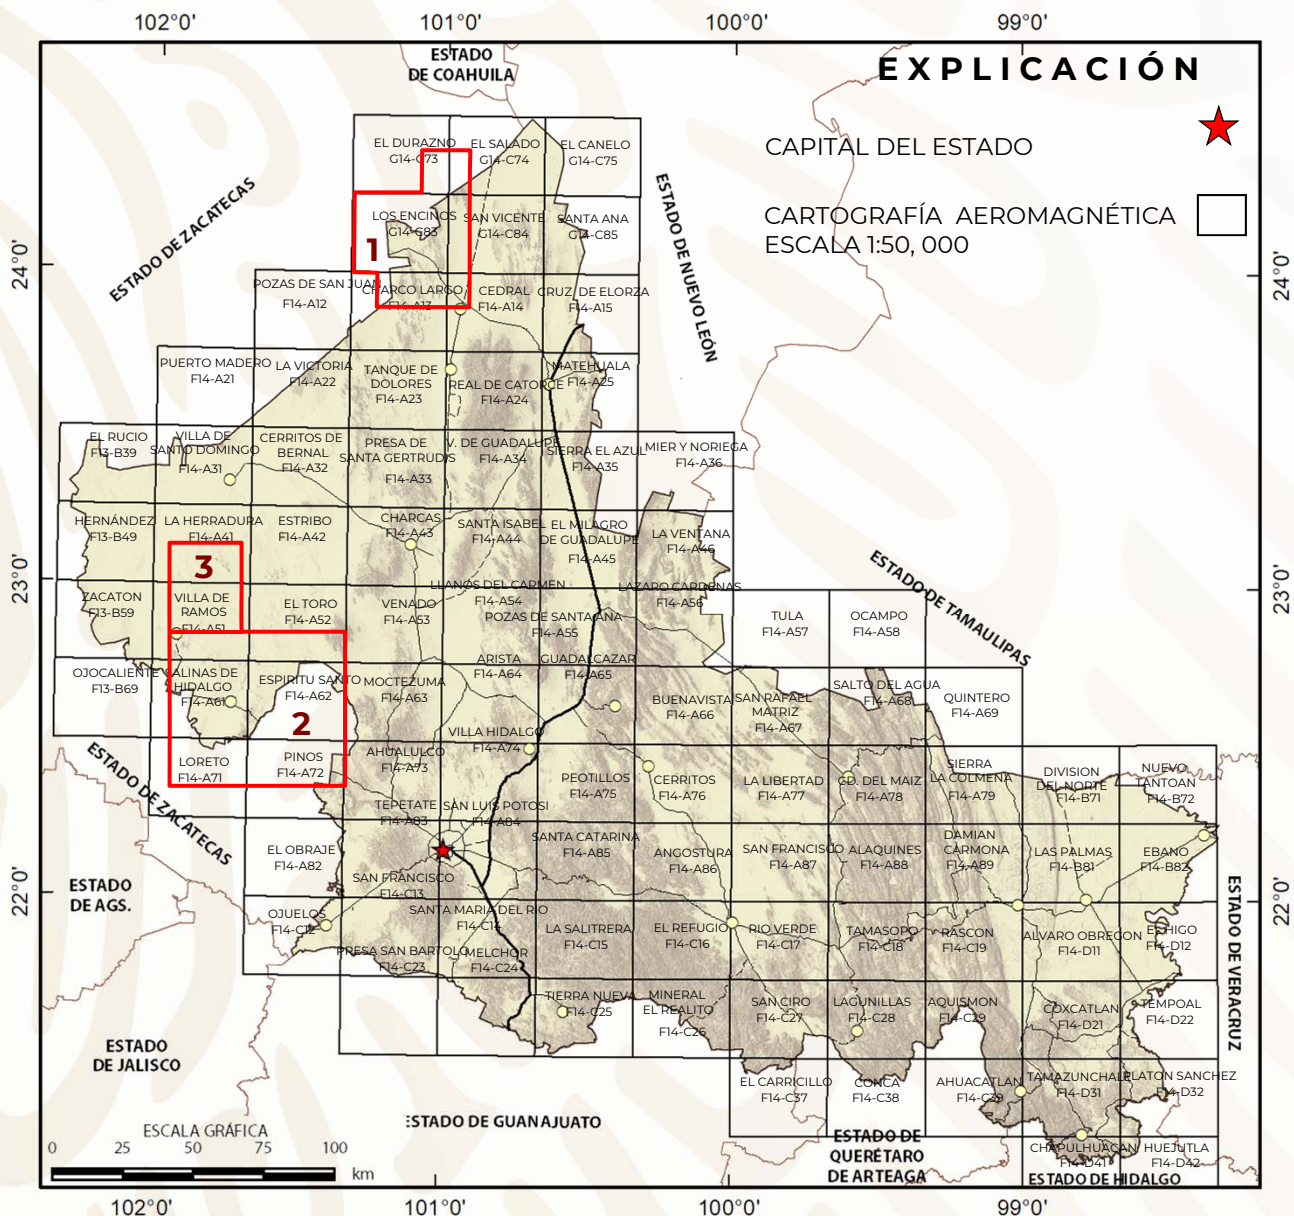 102°0'
101°0'
100°0'
99°0'
ESTADO
DE COAHUILA
EXPLICACIÓN
CAPITAL DEL ESTADO
CARTOGRAFÍA AEROMAGNÉTICA
ESCALA 1:50, 000
EL DURAZNO
G14-C73
EL SALADO
G14-C74
EL CANELO
G14-C75
ESTADO DE ZACATECAS
ESTADO DE NUEVO LEÓN
LOS ENCINOS
G14-C83
SAN VICENTE
G14-C84
SANTA ANA
G14-C85
1
24°0'
24°0'
POZAS DE SAN JUAN
F14-A12
CHARCO LARGO
F14-A13
CEDRAL
F14-A14
CRUZ DE ELORZA
F14-A15
PUERTO MADERO
F14-A21
LA VICTORIA
F14-A22
TANQUE DE
DOLORES
F14-A23
REAL DE CATORCE
F14-A24
MATEHUALA
F14-A25
EL RUCIO
F13-B39
VILLA DE
SANTO DOMINGO
F14-A31
CERRITOS DE
BERNAL
F14-A32
PRESA DE
SANTA GERTRUDIS
F14-A33
V. DE GUADALUPE
F14-A34
SIERRA EL AZUL
F14-A35
MIER Y NORIEGA
F14-A36
HERNÁNDEZ
F13-B49
LA HERRADURA
F14-A41
ESTRIBO
F14-A42
CHARCAS
F14-A43
SANTA ISABEL
F14-A44
EL MILAGRO
DE GUADALUPE
F14-A45
LA VENTANA
F14-A46
3
23°0'
23°0'
ESTADO DE TAMAULIPAS
ZACATON
F13-B59
VILLA DE
RAMOS
F14-A51
EL TORO
F14-A52
VENADO
F14-A53
LLANOS DEL CARMEN
F14-A54
POZAS DE SANTA ANA
F14-A55
LAZARO CARDENAS
F14-A56
TULA
F14-A57
OCAMPO
F14-A58
OJOCALIENTE
F13-B69
SALINAS DE
HIDALGO
F14-A61
ESPIRITU SANTO
F14-A62
MOCTEZUMA
F14-A63
ARISTA
F14-A64
GUADALCAZAR
F14-A65
BUENAVISTA
F14-A66
SAN RAFAEL
MATRIZ
F14-A67
SALTO DEL AGUA
F14-A68
QUINTERO
F14-A69
2
ESTADO DE ZACATECAS
LORETO
F14-A71
PINOS
F14-A72
AHUALULCO
F14-A73
VILLA HIDALGO
F14-A74
PEOTILLOS
F14-A75
CERRITOS
F14-A76
LA LIBERTAD
F14-A77
CD. DEL MAIZ
F14-A78
SIERRA
LA COLMENA
F14-A79
DIVISION
DEL NORTE
F14-B71
NUEVO
TANTOAN
F14-B72
EL OBRAJE
F14-A82
TEPETATE
F14-A83
SAN LUIS POTOSI
F14-A84
SANTA CATARINA
F14-A85
ANGOSTURA
F14-A86
SAN FRANCISCO
F14-A87
ALAQUINES
F14-A88
DAMIAN
CARMONA
F14-A89
LAS PALMAS
F14-B81
EBANO
F14-B82
22°0'
22°0'
ESTADO
DE AGS.
OJUELOS
F14-C12
SAN FRANCISCO
F14-C13
SANTA MARIA DEL RIO
F14-C14
LA SALITRERA
F14-C15
EL REFUGIO
F14-C16
RIO VERDE
F14-C17
TAMASOPO
F14-C18
RASCON
F14-C19
ALVARO OBREGON
F14-D11
EL HIGO
F14-D12
ESTADO DE VERACRUZ
PRESA SAN BARTOLO
F14-C23
MELCHOR
F14-C24
TIERRA NUEVA
F14-C25
MINERAL
EL REALITO
F14-C26
SAN CIRO
F14-C27
LAGUNILLAS
F14-C28
AQUISMON
F14-C29
COXCATLAN
F14-D21
TEMPOAL
F14-D22
ESTADO
DE JALISCO
EL CARRICILLO
F14-C37
CONCA
F14-C38
AHUACATLAN
F14-C39
TAMAZUNCHALE
F14-D31
PLATON SANCHEZ
F14-D32
ESTADO DE GUANAJUATO
ESTADO DE
QUERÉTARO
DE ARTEAGA
CHAPULHUACAN
F14-D41
HUEJUTLA
F14-D42
ESTADO DE HIDALGO
ESCALA GRÁFICA
0 25 50 75 100
km
102°0'
101°0'
100°0'
99°0'